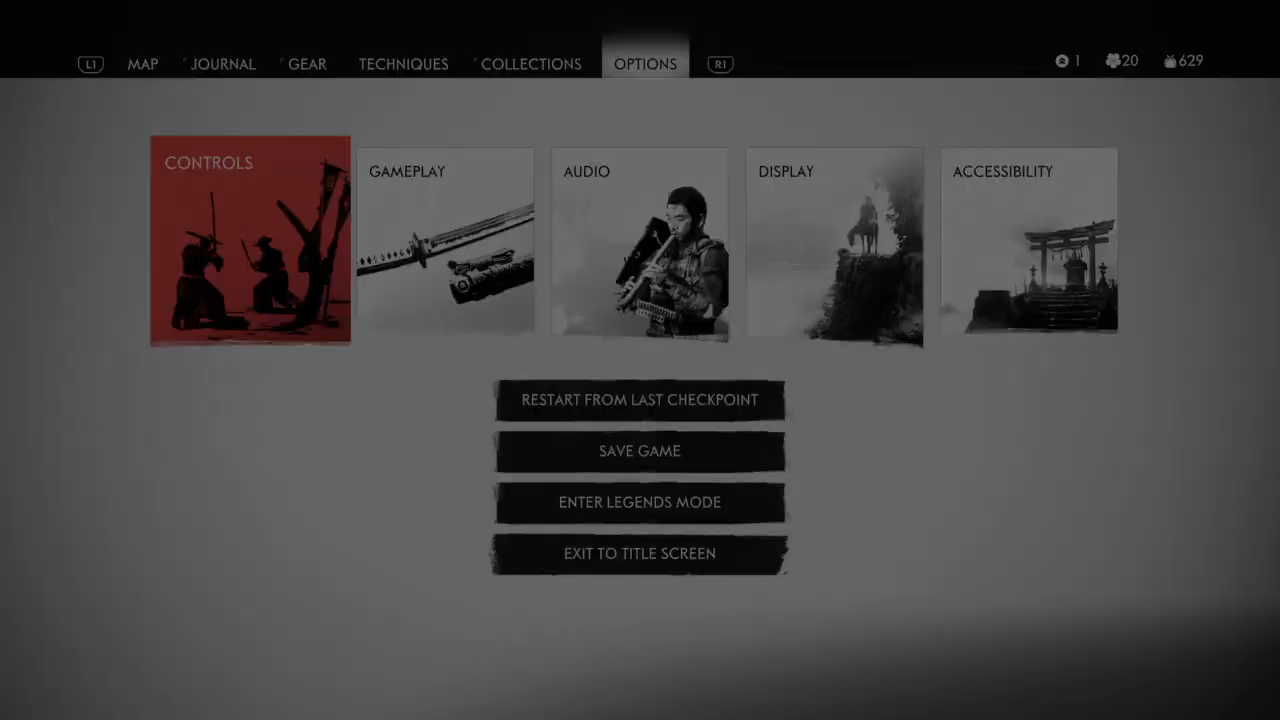 L1 MAP JOURNAL GEAR TECHNIQUES COLLECTIONS OPTIONS R1 1 20 629
CONTROLS GAMEPLAY AUDIO DISPLAY ACCESSIBILITY
RESTART FROM LAST CHECKPOINT
SAVE GAME
ENTER LEGENDS MODE
EXIT TO TITLE SCREEN